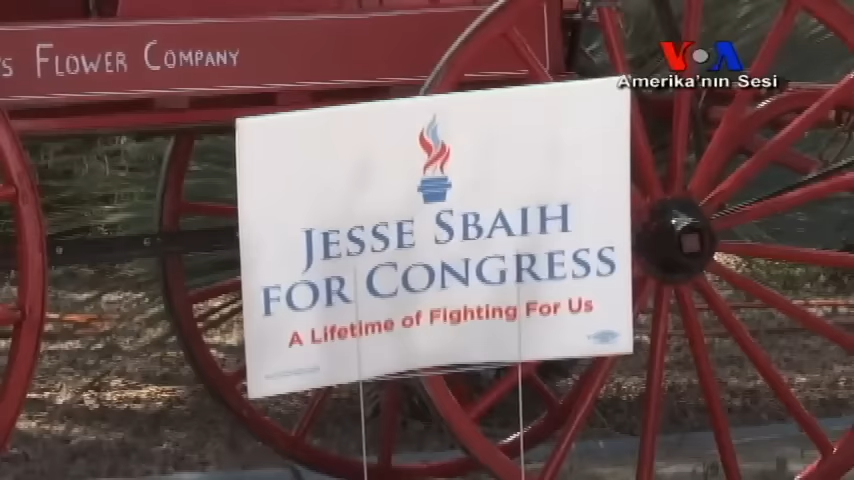 's Flower Company
VOA
Amerika'nın Sesi
Jesse Sbaih
for Congress
A Lifetime of Fighting For Us